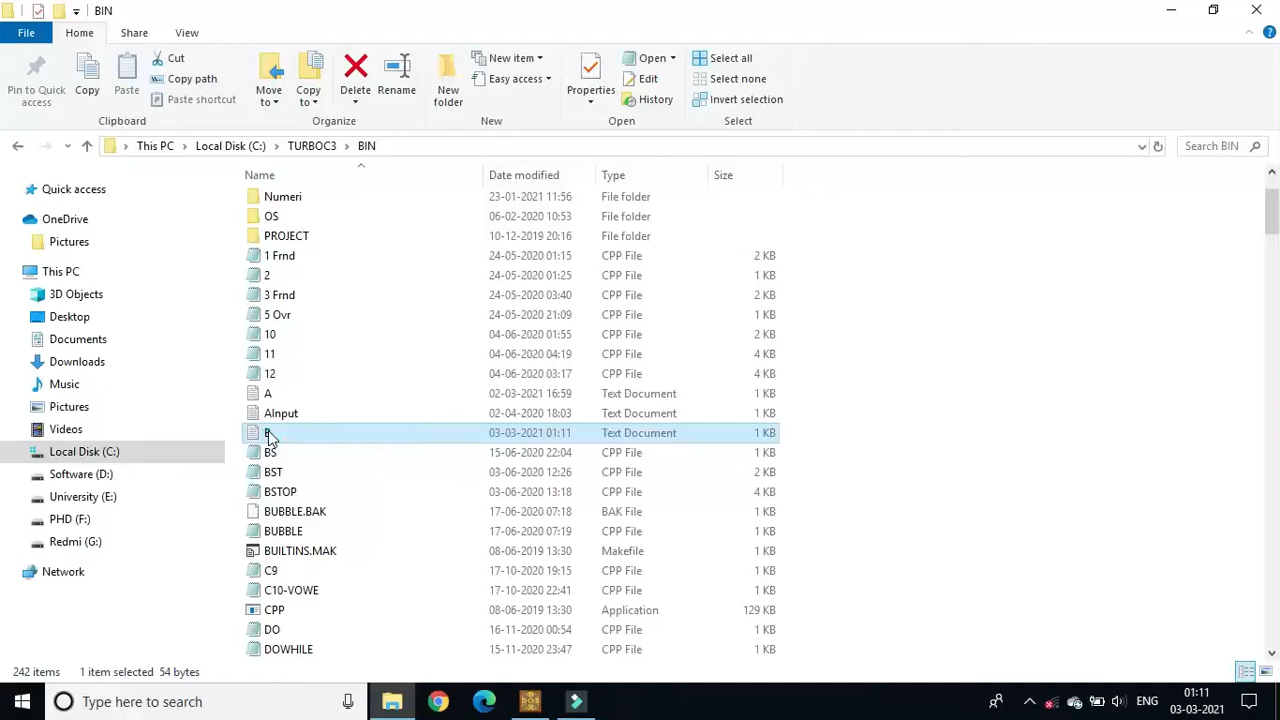 BIN
File Home Share View
Pin to Quick access
Copy
Paste
Cut
Copy path
Paste shortcut
Clipboard
Move to
Copy to
Delete
Rename
Organize
New folder
New item
Easy access
New
Properties
Open
Edit
History
Open
Select all
Select none
Invert selection
Select
This PC Local Disk (C:) TURBOC3 BIN
Search BIN
Quick access
OneDrive
Pictures
This PC
3D Objects
Desktop
Documents
Downloads
Music
Pictures
Videos
Local Disk (C:)
Software (D:)
University (E:)
PHD (F:)
Redmi (G:)
Network
Name Date modified Type Size
Numeri 23-01-2021 11:56 File folder
OS 06-02-2020 10:53 File folder
PROJECT 10-12-2019 20:16 File folder
1 Frnd 24-05-2020 01:15 CPP File 2 KB
2 24-05-2020 01:25 CPP File 1 KB
3 Frnd 24-05-2020 03:40 CPP File 2 KB
5 Ovr 24-05-2020 21:09 CPP File 1 KB
10 04-06-2020 01:55 CPP File 2 KB
11 04-06-2020 04:19 CPP File 4 KB
12 04-06-2020 03:17 CPP File 4 KB
A 02-03-2021 16:59 Text Document 1 KB
AInput 02-04-2020 18:03 Text Document 1 KB
03-03-2021 01:11 Text Document 1 KB
BS 15-06-2020 22:04 CPP File 1 KB
BST 03-06-2020 12:26 CPP File 2 KB
BSTOP 03-06-2020 13:18 CPP File 4 KB
BUBBLE.BAK 17-06-2020 07:18 BAK File 1 KB
BUBBLE 17-06-2020 07:19 CPP File 1 KB
BUILTINS.MAK 08-06-2019 13:30 Makefile 1 KB
C9 17-10-2020 19:15 CPP File 1 KB
C10-VOWE 17-10-2020 22:41 CPP File 1 KB
CPP 08-06-2019 13:30 Application 129 KB
DO 16-11-2020 00:54 CPP File 1 KB
DOWHILE 15-11-2020 23:47 CPP File 1 KB
242 items 1 item selected 54 bytes
Type here to search
DOS
ENG
01:11
03-03-2021